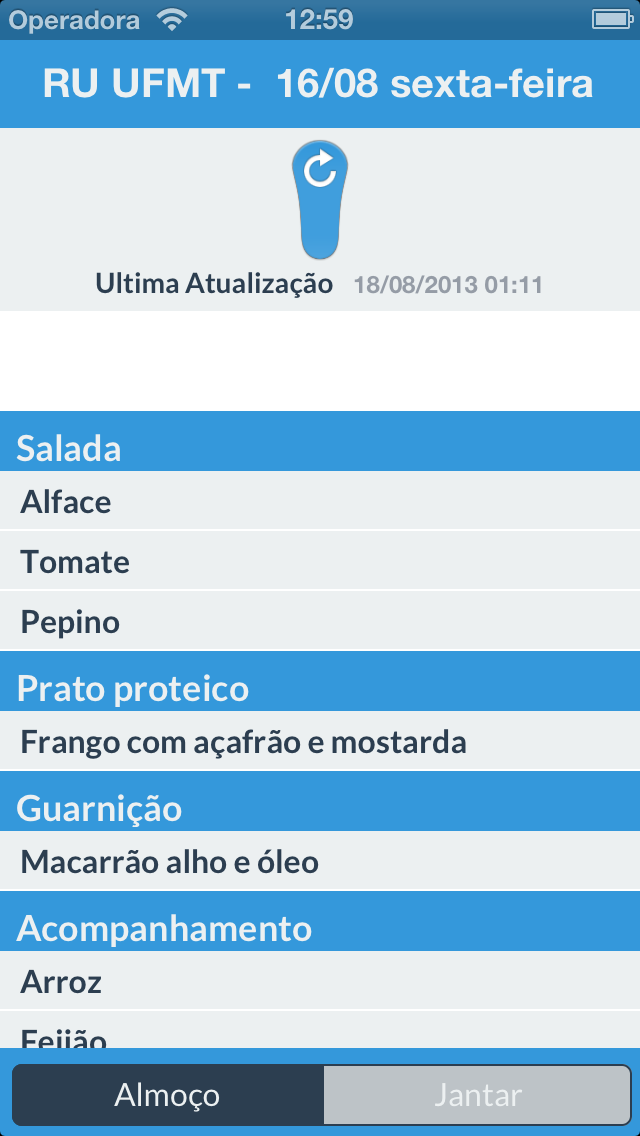 Operadora 12:59
RU UFMT - 16/08 sexta-feira
Ultima Atualização 18/08/2013 01:11
Salada
Alface
Tomate
Pepino
Prato proteico
Frango com açafrão e mostarda
Guarnição
Macarrão alho e óleo
Acompanhamento
Arroz
Feijão
Almoço Jantar